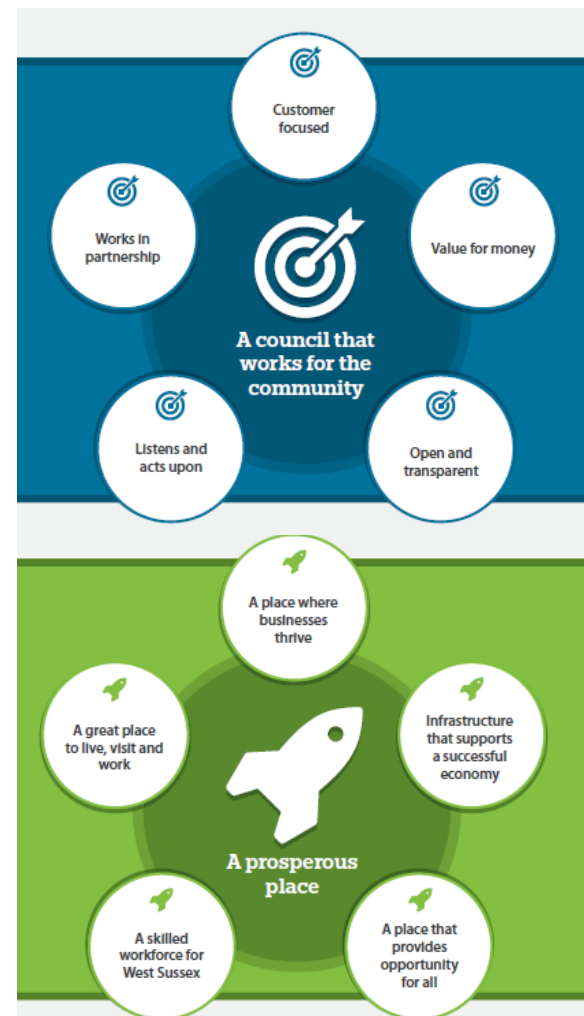 Customer
focused
Works in
partnership
Value for money
A council that
works for the
community
Listens and
acts upon
Open and
transparent
A place where
businesses
thrive
A great place
to live, visit and
work
Infrastructure
that supports
a successful
economy
A prosperous
place
A skilled
workforce for
West Sussex
A place that
provides
opportunity
for all